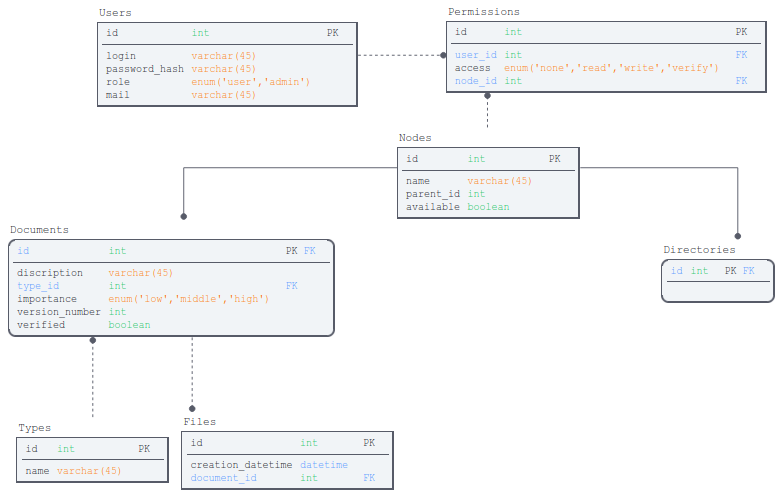 Users
id int PK
login varchar(45)
password_hash varchar(45)
role enum('user','admin')
mail varchar(45)
Permissions
id int PK
user_id int FK
access enum('none','read','write','verify')
node_id int FK
Nodes
id int PK
name varchar(45)
parent_id int
available boolean
Documents
id int PK FK
discription varchar(45)
type_id int FK
importance enum('low','middle','high')
version_number int
verified boolean
Directories
id int PK FK
Types
id int PK
name varchar(45)
Files
id int PK
creation_datetime datetime
document_id int FK